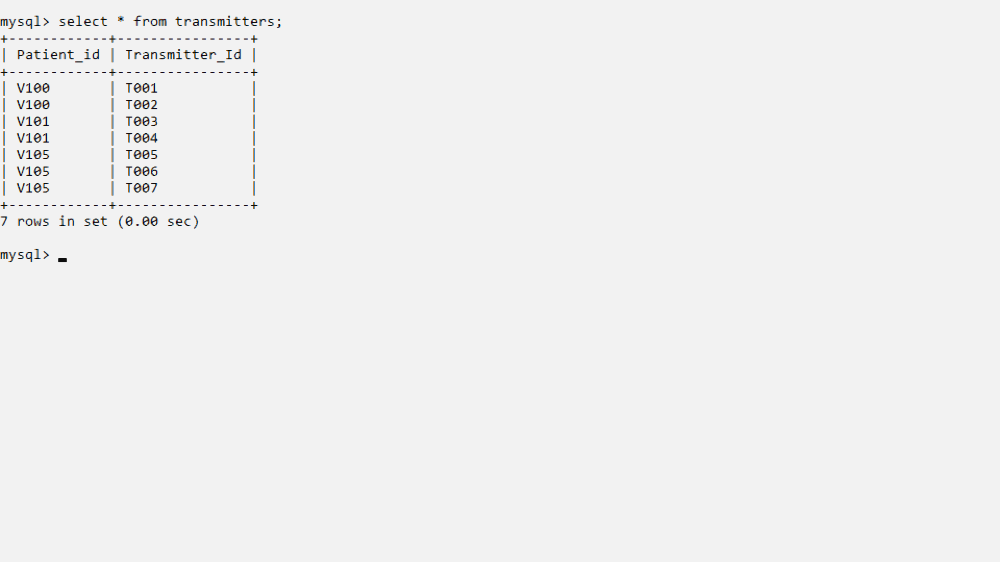 mysql> select * from transmitters;
+------------+----------------+
| Patient_id | Transmitter_Id |
+------------+----------------+
| V100       | T001           |
| V100       | T002           |
| V101       | T003           |
| V101       | T004           |
| V105       | T005           |
| V105       | T006           |
| V105       | T007           |
+------------+----------------+
7 rows in set (0.00 sec)
mysql> _